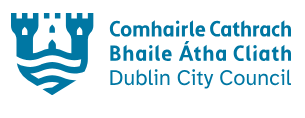 Comhairle Cathrach
Bhaile Átha Cliath
Dublin City Council